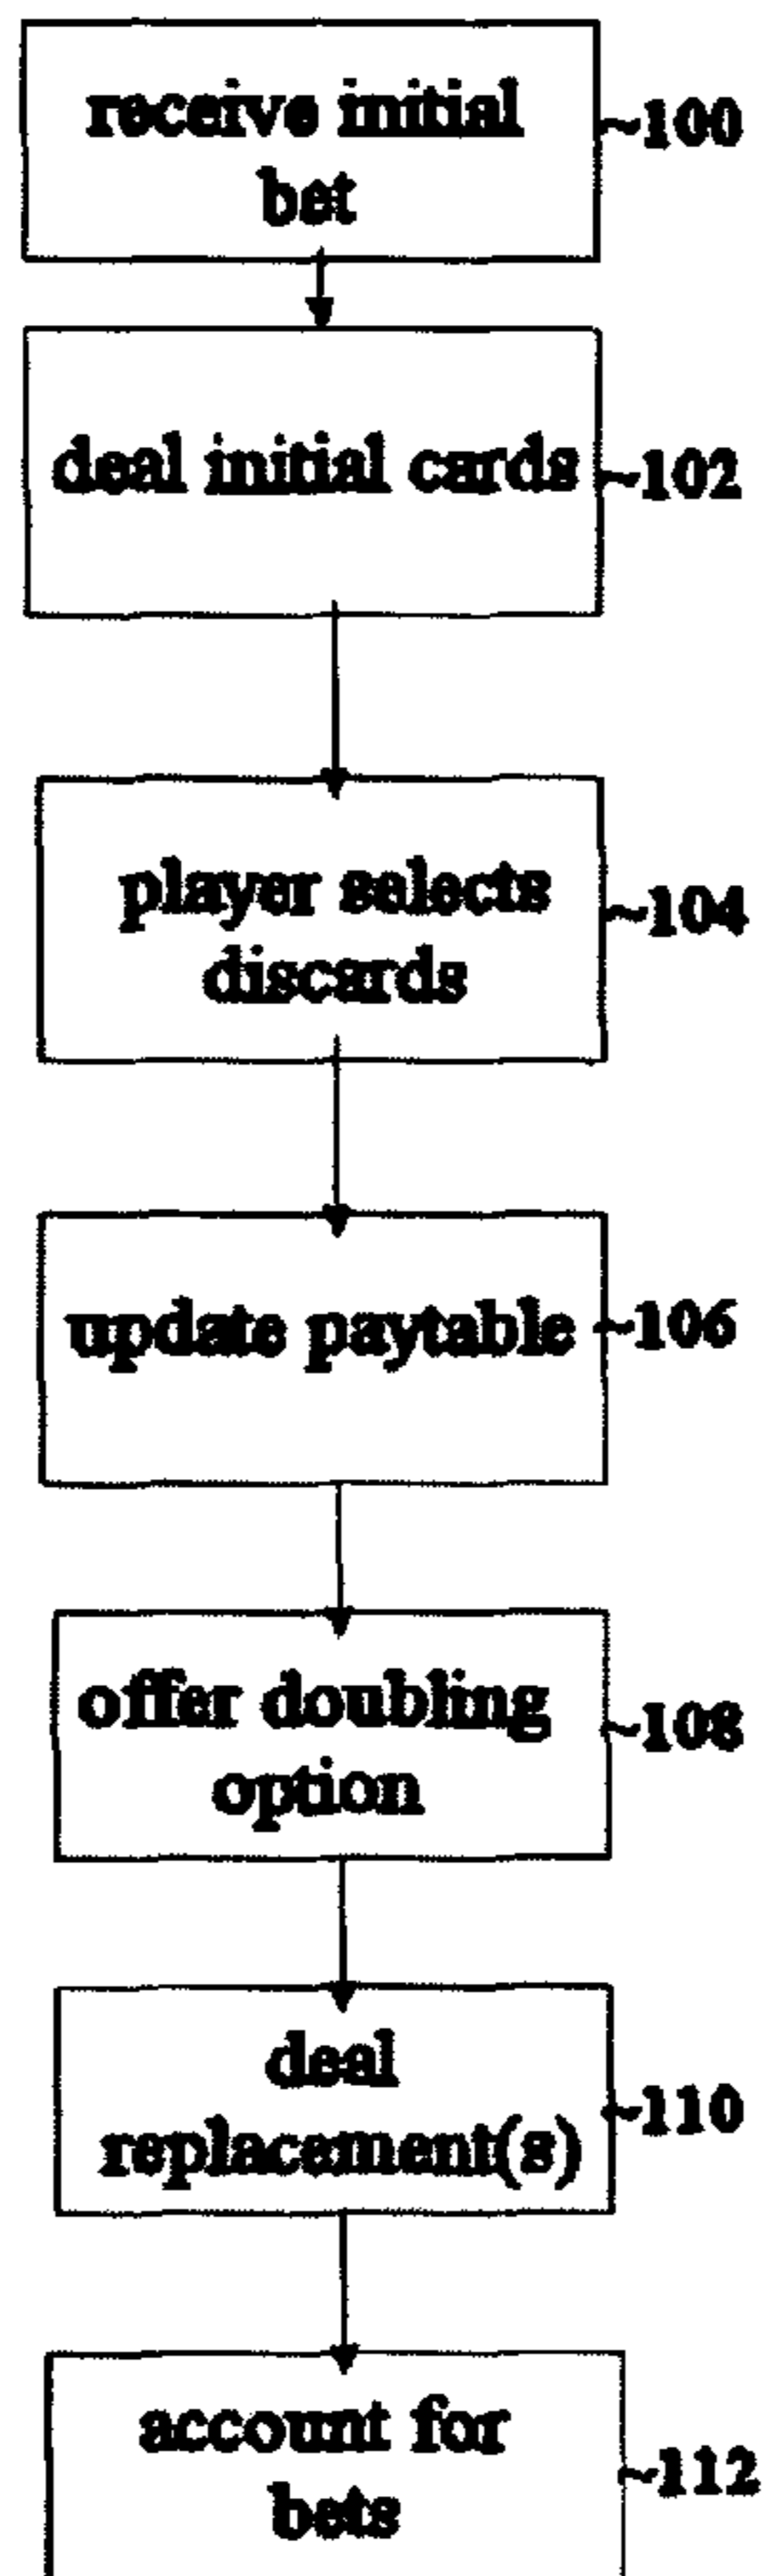 receive initial
bet
~100
deal initial cards
~102
player selects
discards
~104
update paytable
~106
offer doubling
option
~108
deal
replacement(s)
~110
account for
bets
~112